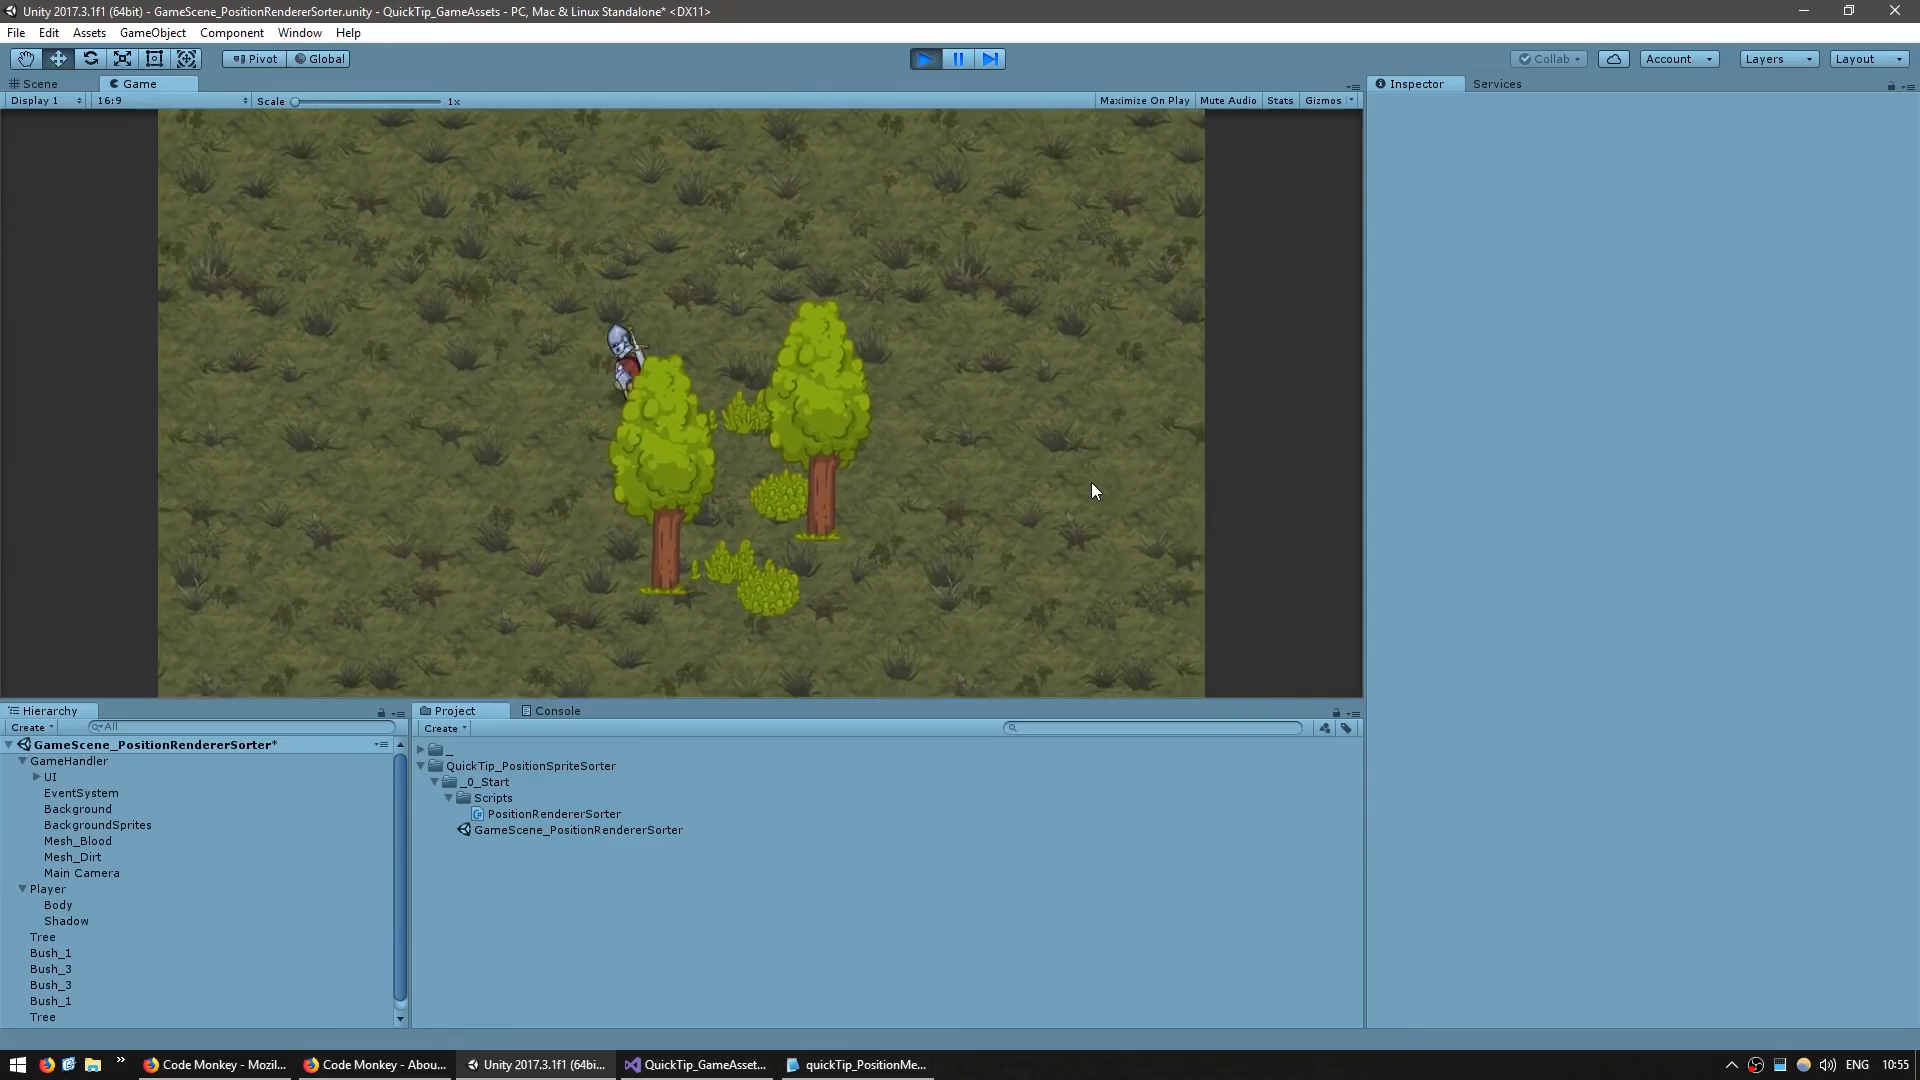 Unity 2017.3.1f1 (64bit) - GameScene_PositionRendererSorter.unity - QuickTip_GameAssets - PC, Mac & Linux Standalone* <DX11>
File Edit Assets GameObject Component Window Help
Pivot Global Collab Account Layers Layout
Scene Game Inspector Services
Display 1 16:9 Scale 1x Maximize On Play Mute Audio Stats Gizmos
Hierarchy Project Console
Create All Create
GameScene_PositionRendererSorter*
GameHandler
UI
EventSystem
Background
BackgroundSprites
Mesh_Blood
Mesh_Dirt
Main Camera
Player
Body
Shadow
Tree
Bush_1
Bush_3
Bush_3
Bush_1
Tree
_
QuickTip_PositionSpriteSorter
_0_Start
Scripts
PositionRendererSorter
GameScene_PositionRendererSorter
Code Monkey - Mozil... Code Monkey - Abou... Unity 2017.3.1f1 (64bi... QuickTip_GameAsset... quickTip_PositionMe... ENG 10:55